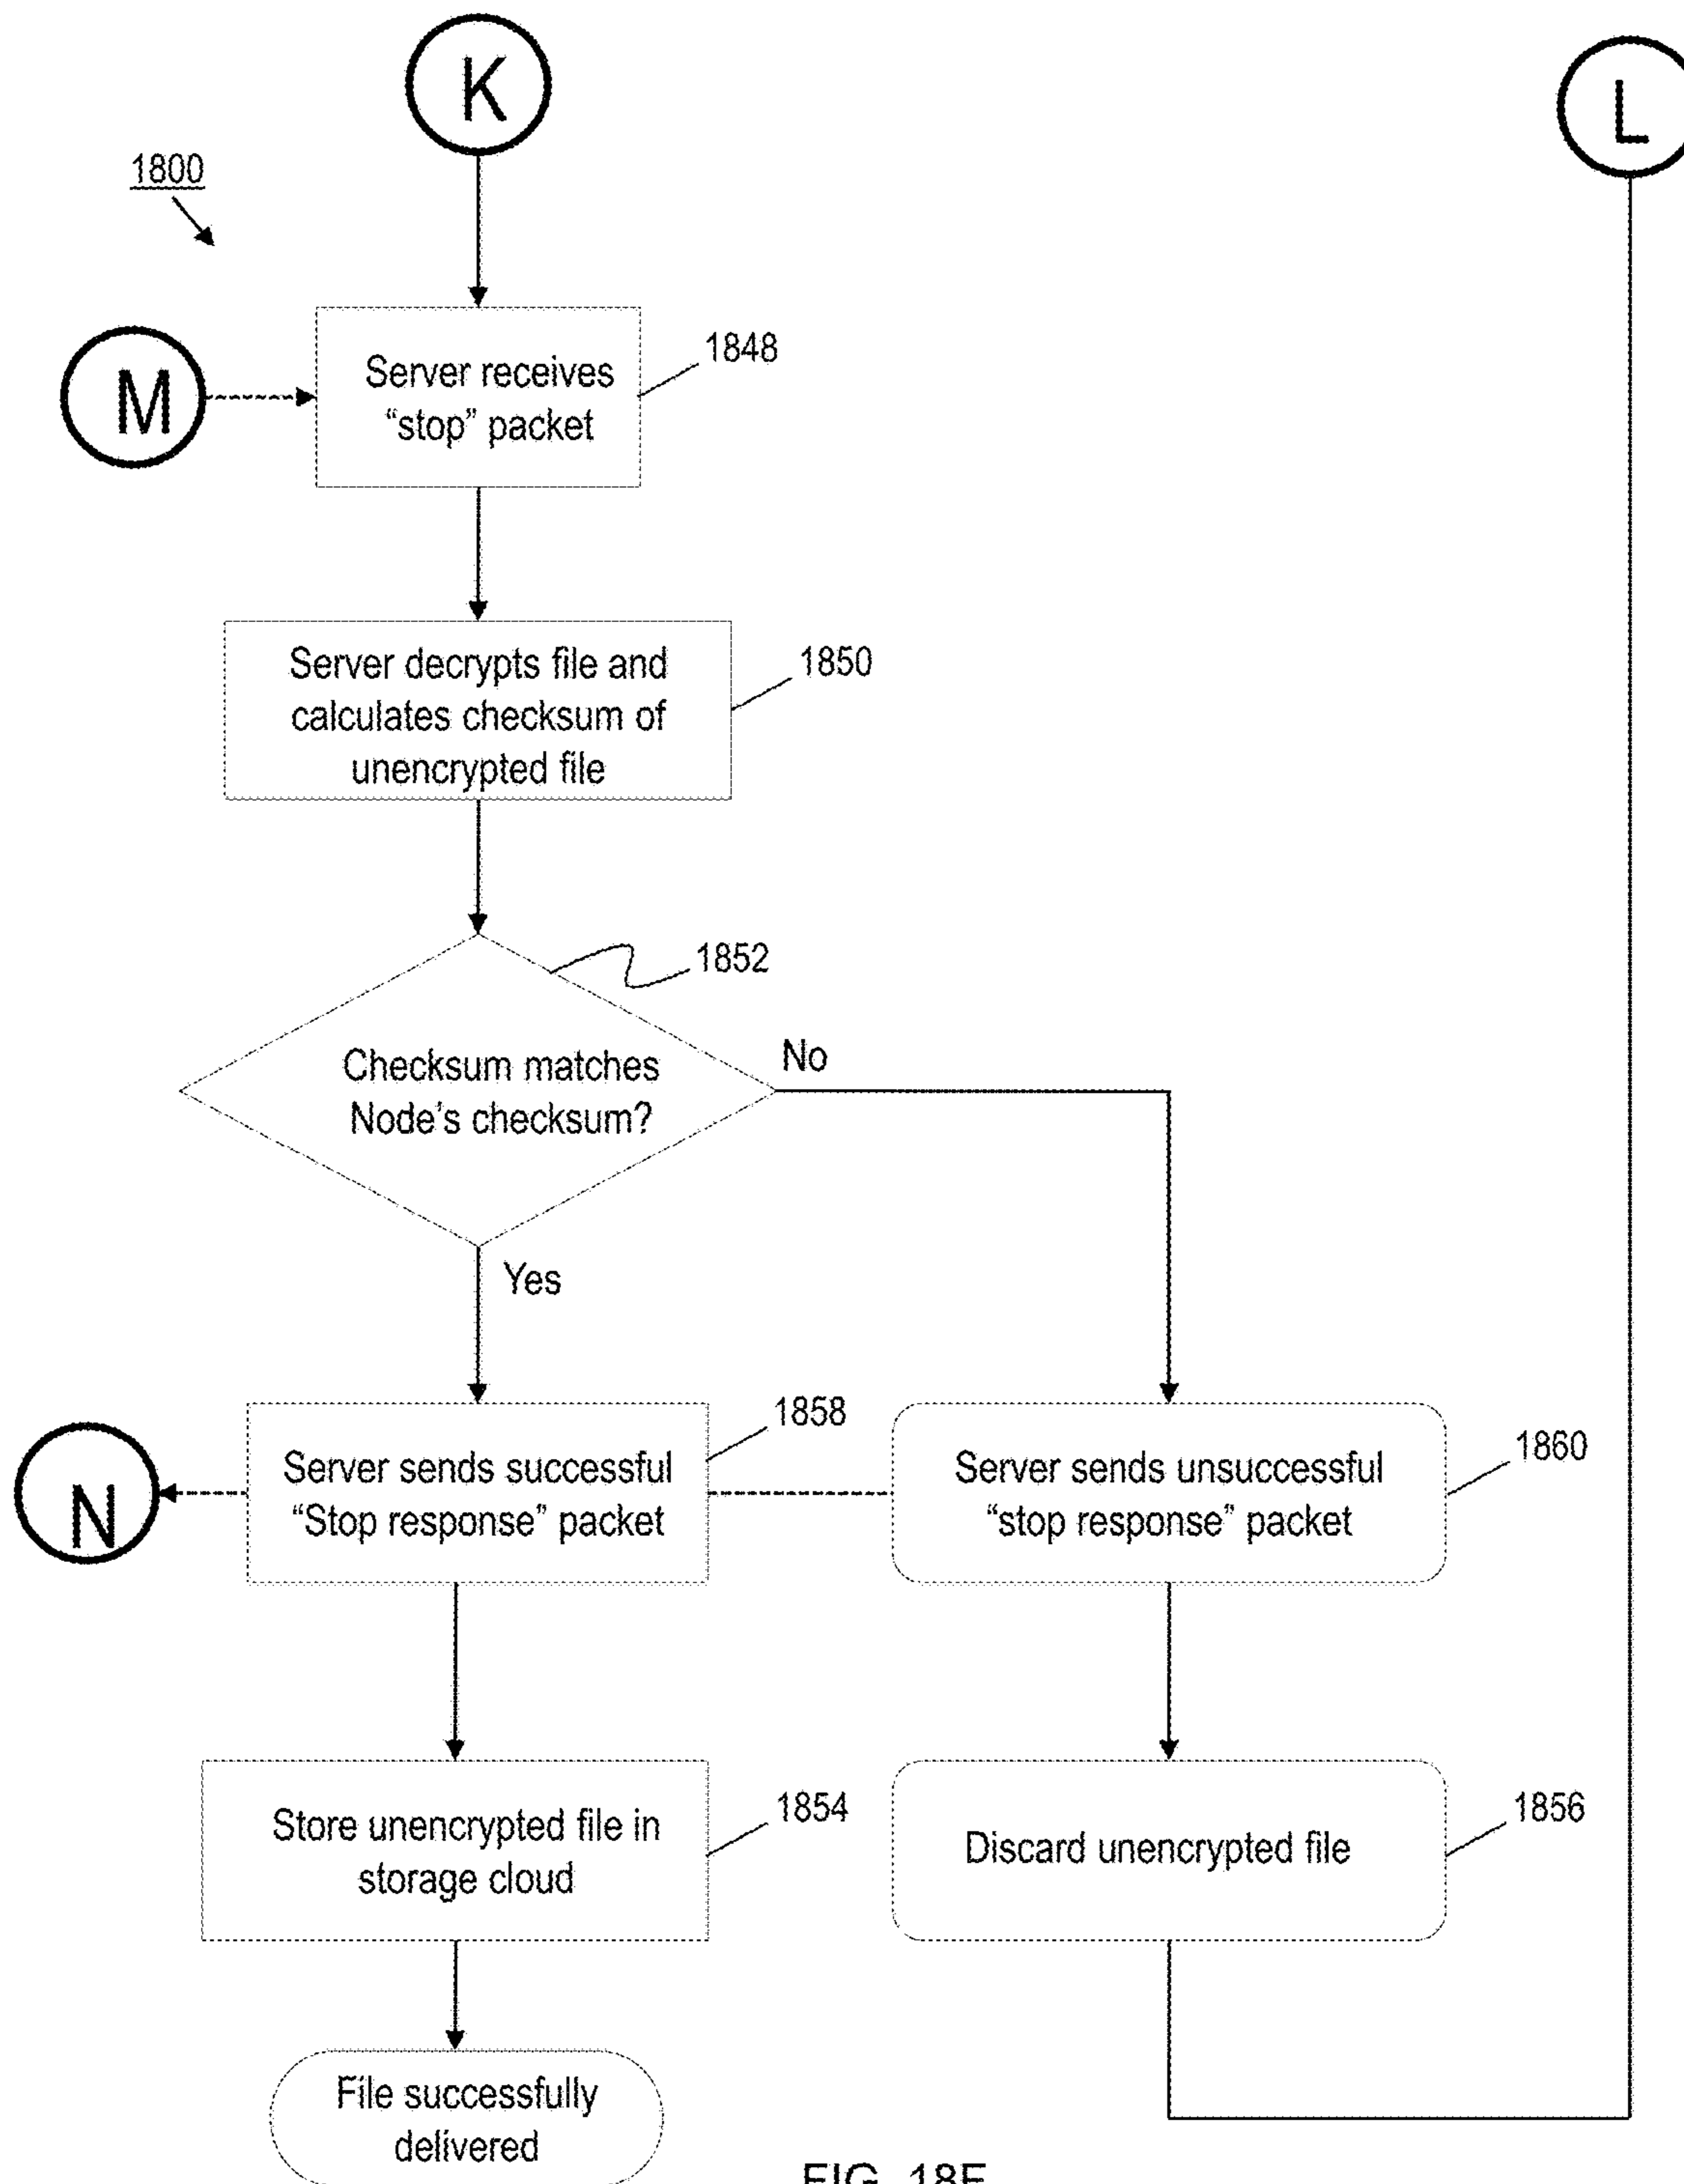 K
L
1800
M
Server receives
“stop” packet
1848
Server decrypts file and
calculates checksum of
unencrypted file
1850
1852
Checksum matches
Node’s checksum?
No
Yes
N
Server sends successful
“Stop response” packet
1858
Server sends unsuccessful
“stop response” packet
1860
Store unencrypted file in
storage cloud
1854
Discard unencrypted file
1856
File successfully
delivered